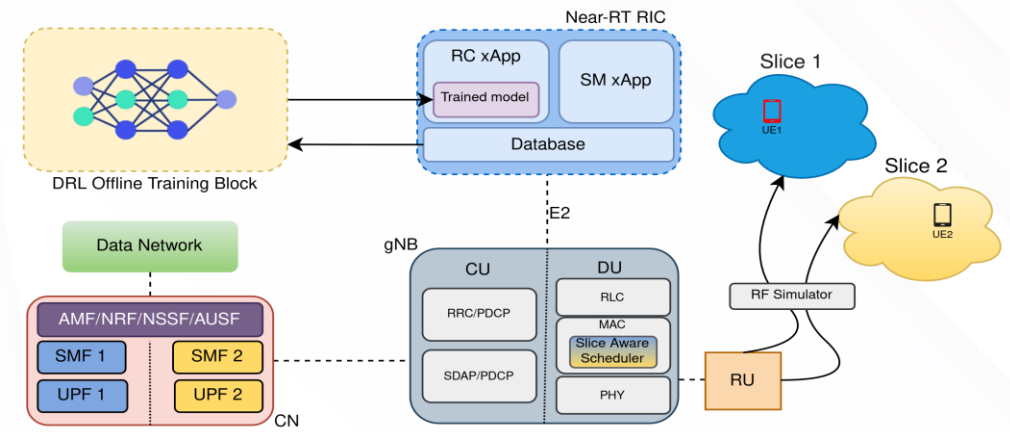 Near-RT RIC
RC xApp
Trained model
SM xApp
Database
DRL Offline Training Block
Slice 1
UE1
Slice 2
UE2
E2
Data Network
AMF/NRF/NSSF/AUSF
SMF 1
SMF 2
UPF 1
UPF 2
CN
gNB
CU
RRC/PDCP
SDAP/PDCP
DU
RLC
MAC
Slice Aware
Scheduler
PHY
RF Simulator
RU